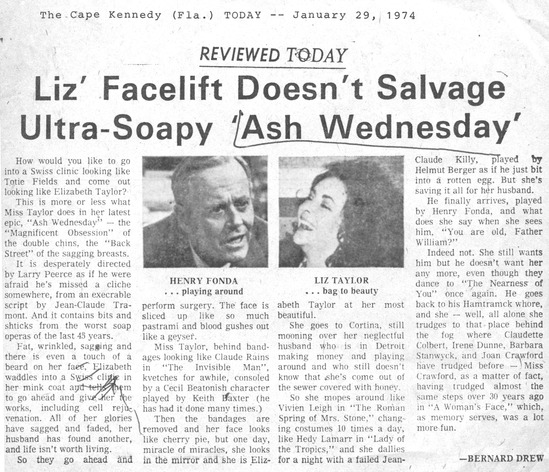 The Cape Kennedy (Fla.) TODAY -- January 29, 1974
REVIEWED TODAY
Liz' Facelift Doesn't Salvage
Ultra-Soapy 'Ash Wednesday'
How would you like to go
into a Swiss clinic looking like
Totie Fields and come out
looking like Elizabeth Taylor?
This is more or less what
Miss Taylor does in her latest
epic, "Ash Wednesday" — the
"Magnificent Obsession" of
the double chins, the "Back
Street" of the sagging breasts.
It is desperately directed
by Larry Peerce as if he were
afraid he's missed a cliche
somewhere, from an execrable
script by Jean-Claude Tra-
mont. And it contains bits and
shticks from the worst soap
operas of the last 45 years.
Fat, wrinkled, sagging and
there is even a touch of a
beard on her face, Elizabeth
waddles into a Swiss clinic in
her mink coat and
to go ahead and give her the
works, including cell reju-
venation. All of her glories
have sagged and faded, her
husband has found another,
and life isn't worth living.
So they go ahead and
HENRY FONDA
. . . playing around
perform surgery. The face is
sliced up like so much
pastrami and blood gushes out
like a geyser.
Miss Taylor, behind band-
ages looking like Claude Rains
in "The Invisible Man",
kvetches for awhile, consoled
by a Cecil Beatonish character
played by Keith Baxter (he
has had it done many times.)
Then the bandages are
removed and her face looks
like cherry pie, but one day,
miracle of miracles, she looks
in the mirror and she is Eliz-
LIZ TAYLOR
. . . bag to beauty
abeth Taylor at her most
beautiful.
She goes to Cortina, still
mooning over her neglectful
husband who is in Detroit
making money and playing
around and who still doesn't
know that she's come out of
the sewer covered with honey.
So she mopes around like
Vivien Leigh in "The Roman
Spring of Mrs. Stone," chang-
ing costumes 10 times a day,
like Hedy Lamarr in "Lady of
the Tropics," and she dallies
for a night with a failed Jean-
Claude Killy, played by
Helmut Berger as if he just bit
into a rotten egg. But she's
saving it all for her husband.
He finally arrives, played
by Henry Fonda, and what
does she say when she sees
him, "You are old, Father
William?"
Indeed not. She still wants
him but he doesn't want her
any more, even though they
dance to "The Nearness of
You" once again. He goes
back to his Hamtramck whore,
and she — well, all alone she
trudges to that place behind
the fog where Claudette
Colbert, Irene Dunne, Barbara
Stanwyck, and Joan Crawford
have trudged before — Miss
Crawford, as a matter of fact,
having trudged almost the
same steps over 30 years ago
in "A Woman's Face," which,
as memory serves, was a lot
more fun.
—BERNARD DREW